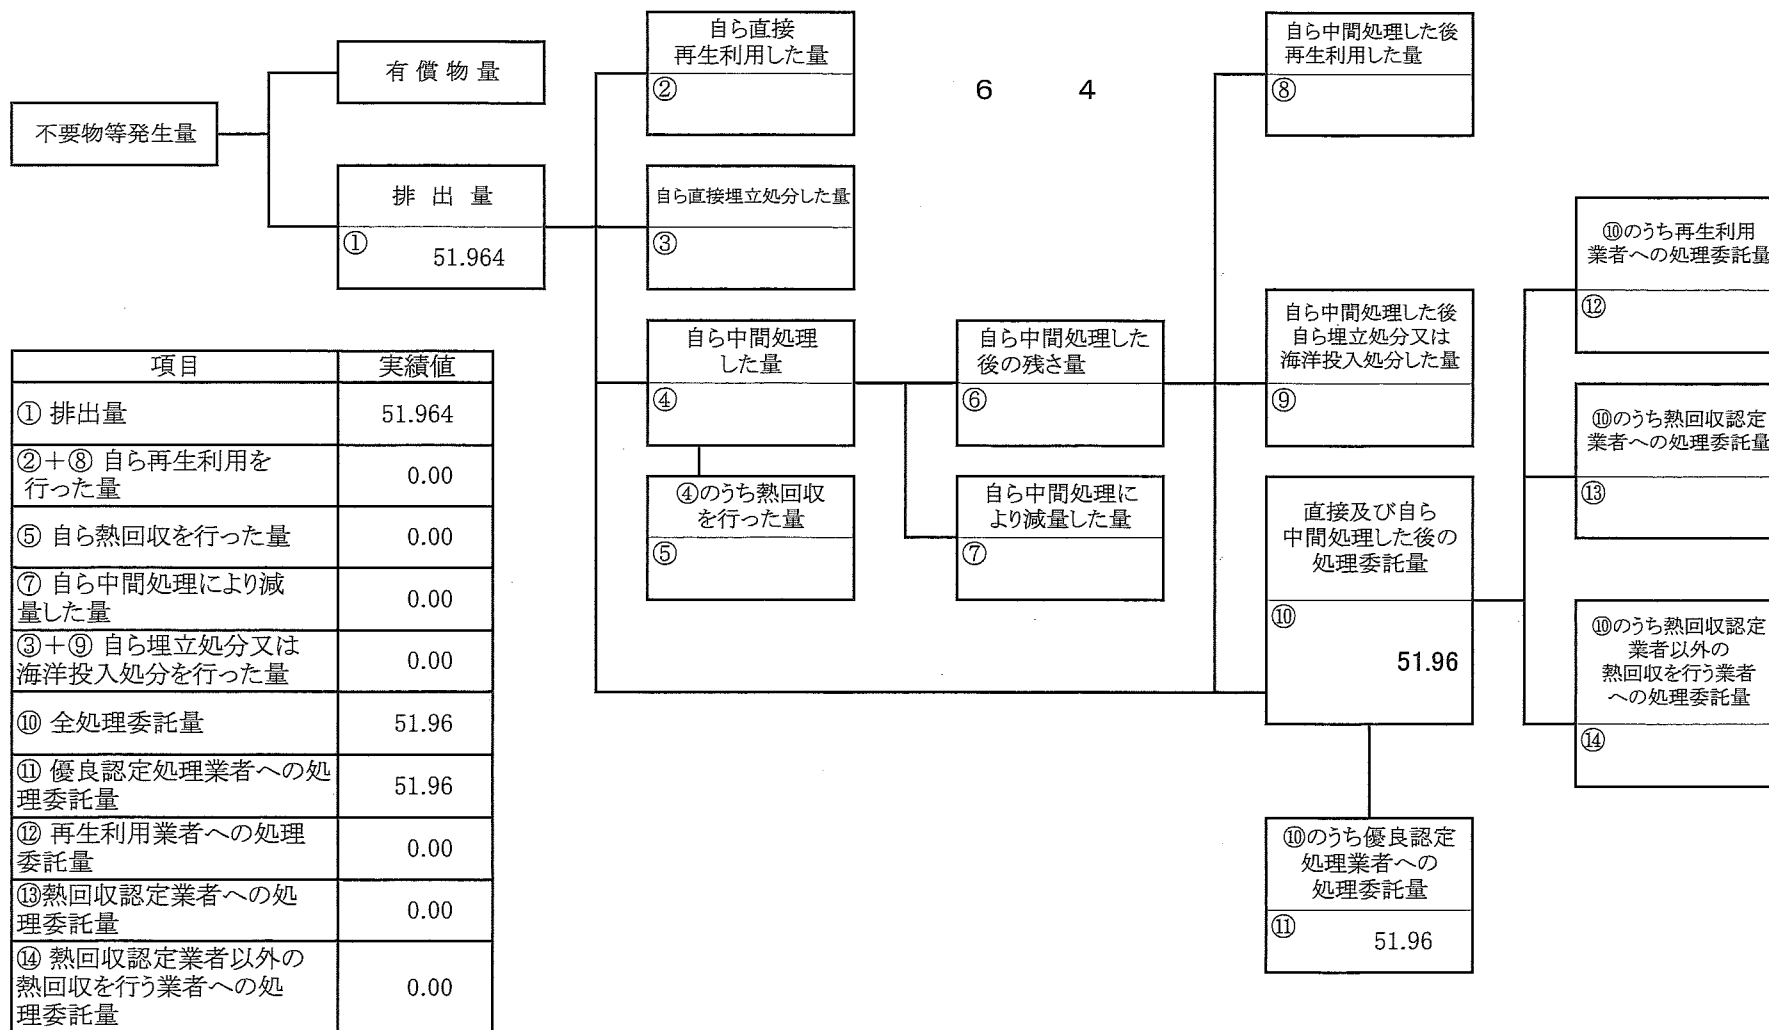 不要物等発生量
有償物量
排出量
①
51.964
自ら直接
再生利用した量
②
自ら直接埋立処分した量
③
自ら中間処理
した量
④
④のうち熱回収
を行った量
⑤
6 4
自ら中間処理した
後の残さ量
⑥
自ら中間処理に
より減量した量
⑦
自ら中間処理した後
再生利用した量
⑧
自ら中間処理した後
自ら埋立処分又は
海洋投入処分した量
⑨
直接及び自ら
中間処理した後の
処理委託量
⑩
51.96
⑩のうち優良認定
処理業者への
処理委託量
⑪
51.96
⑩のうち再生利用
業者への処理委託量
⑫
⑩のうち熱回収認定
業者への処理委託量
⑬
⑩のうち熱回収認定
業者以外の
熱回収を行う業者
への処理委託量
⑭
項目 実績値
① 排出量 51.964
②+⑧ 自ら再生利用を
行った量 0.00
⑤ 自ら熱回収を行った量 0.00
⑦ 自ら中間処理により減
量した量 0.00
③+⑨ 自ら埋立処分又は
海洋投入処分を行った量 0.00
⑩ 全処理委託量 51.96
⑪ 優良認定処理業者への処
理委託量 51.96
⑫ 再生利用業者への処理
委託量 0.00
⑬熱回収認定業者への処
理委託量 0.00
⑭ 熱回収認定業者以外の
熱回収を行う業者への処
理委託量 0.00